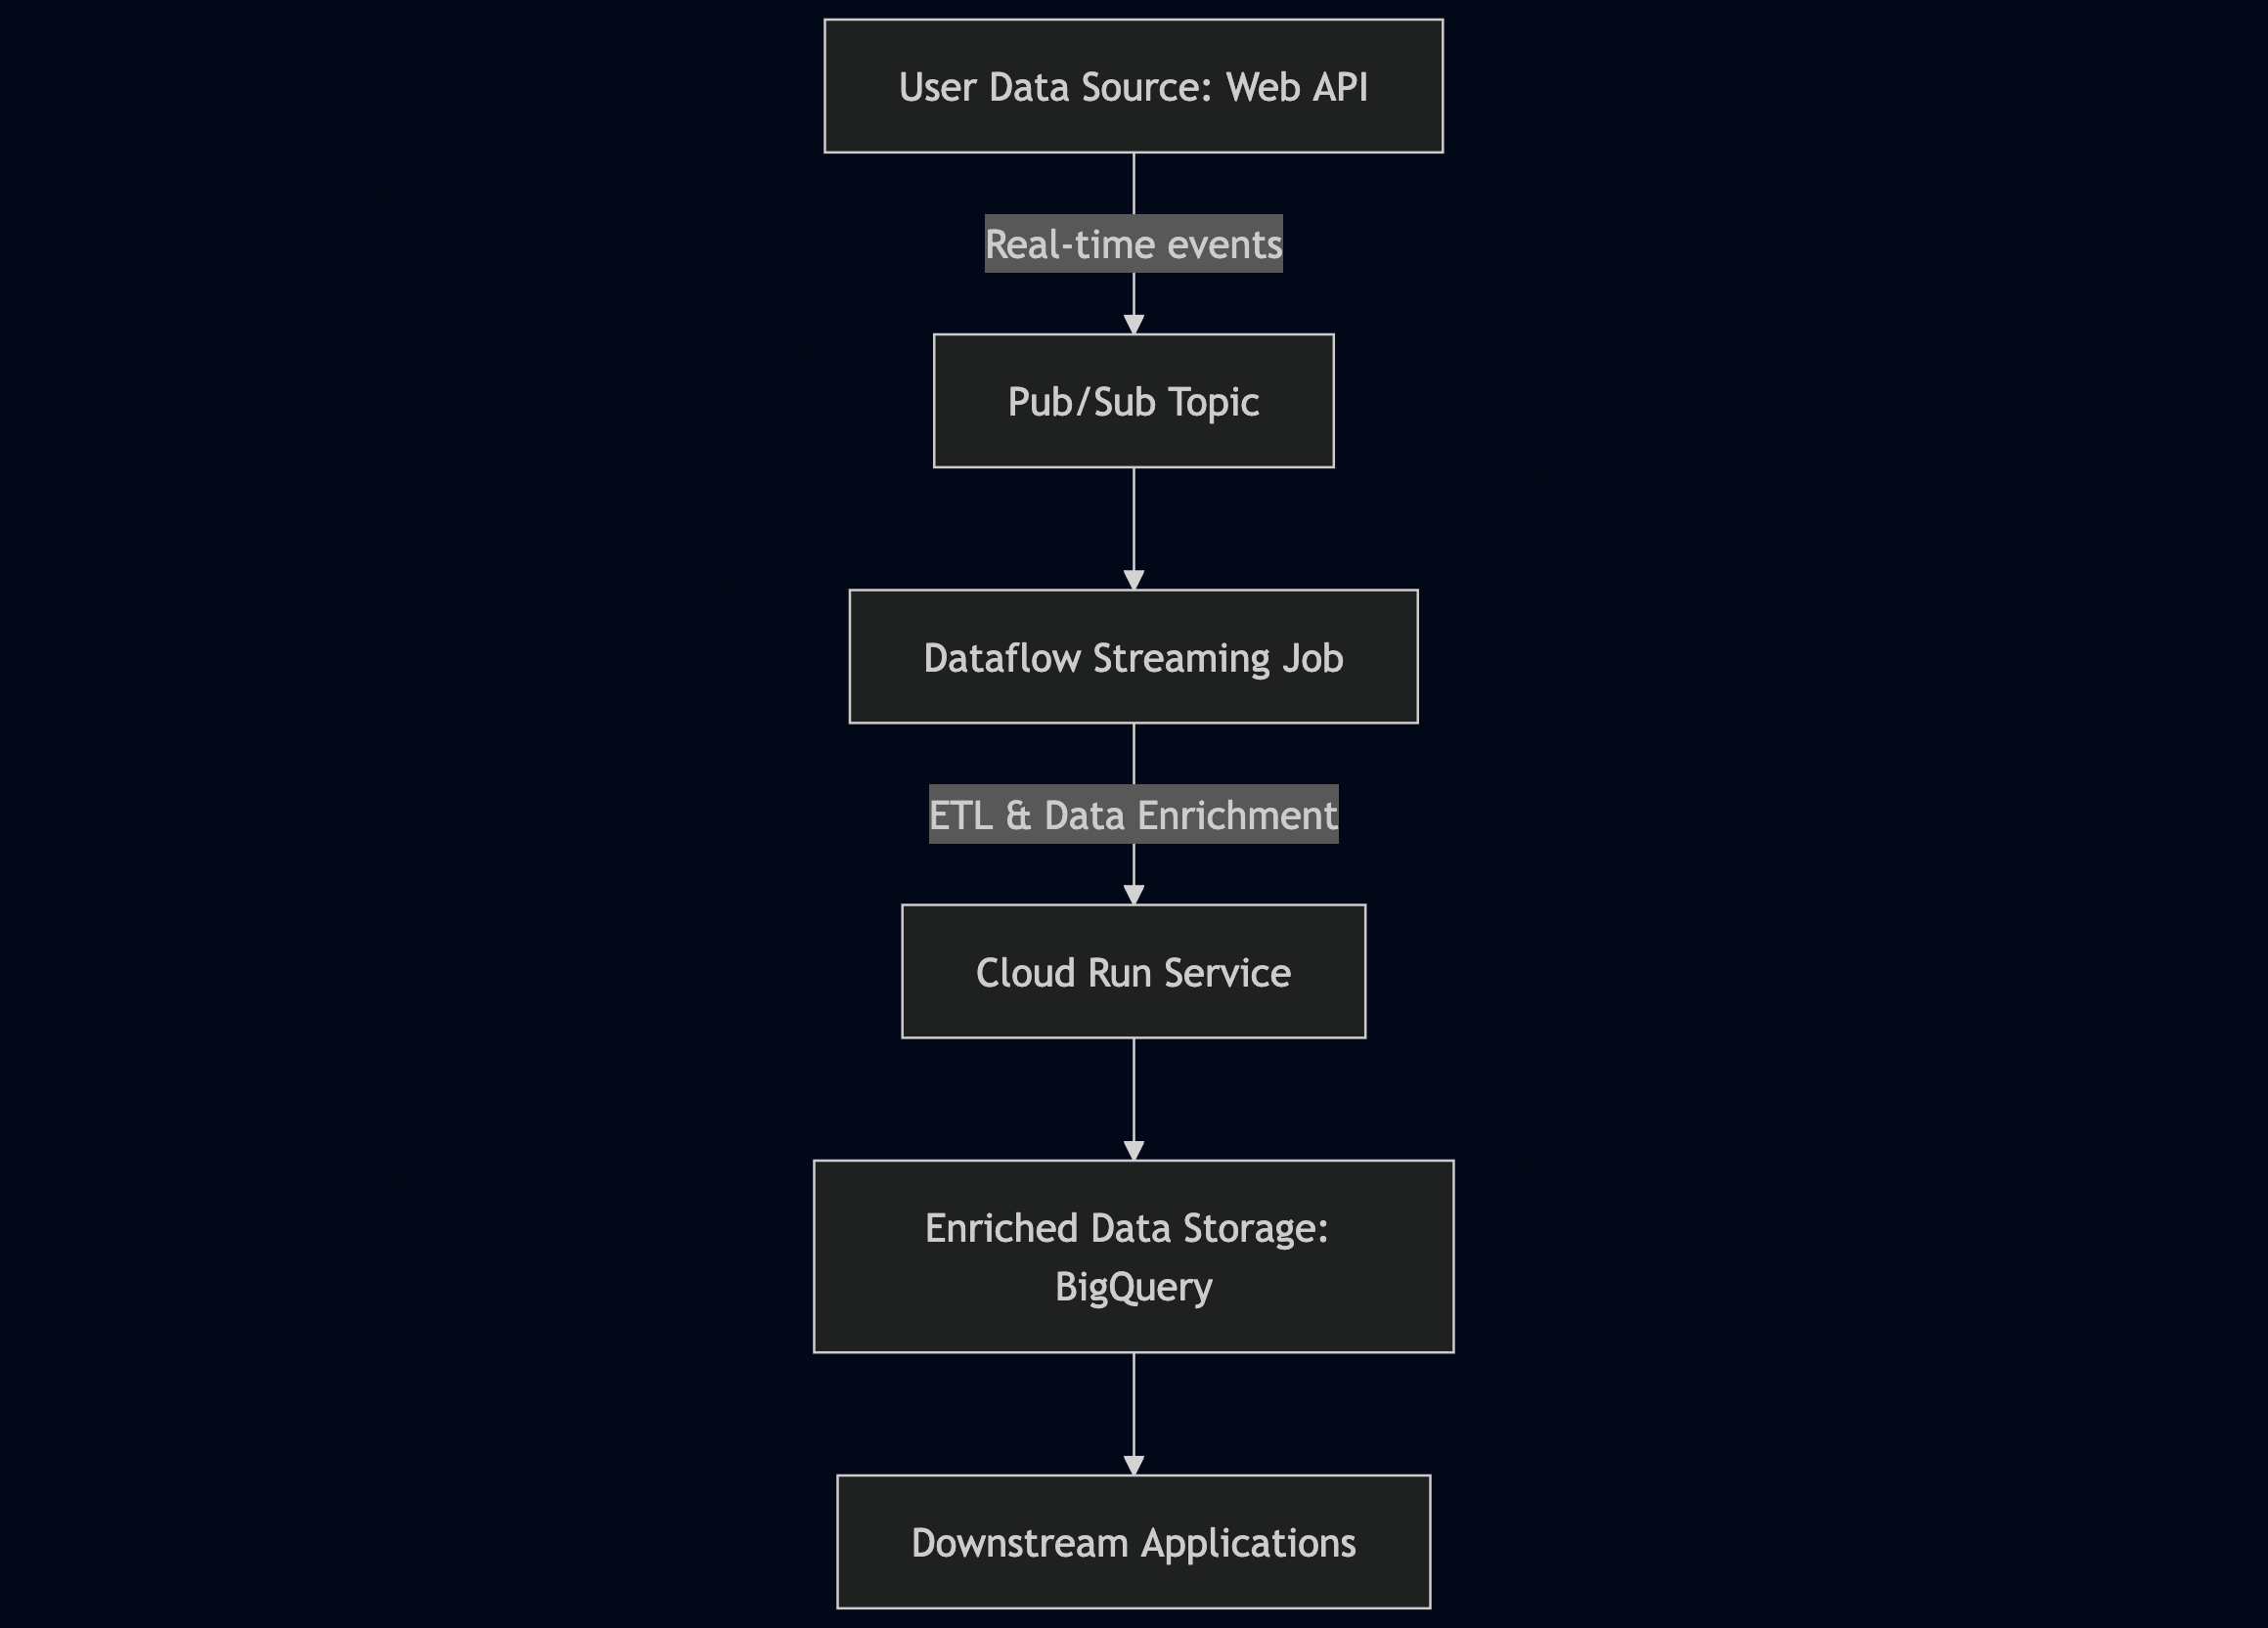 User Data Source: Web API
Real-time events
Pub/Sub Topic
Dataflow Streaming Job
ETL & Data Enrichment
Cloud Run Service
Enriched Data Storage:
BigQuery
Downstream Applications